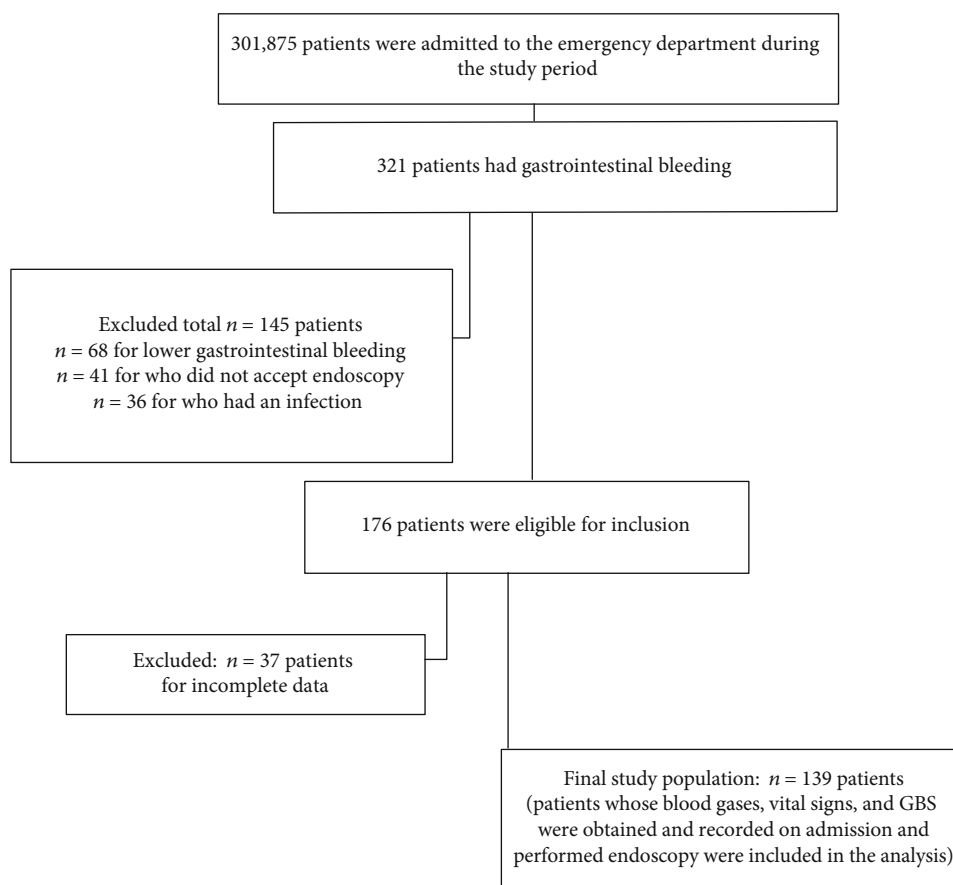 301,875 patients were admitted to the emergency department during
the study period
321 patients had gastrointestinal bleeding
Excluded total n = 145 patients
n = 68 for lower gastrointestinal bleeding
n = 41 for who did not accept endoscopy
n = 36 for who had an infection
176 patients were eligible for inclusion
Excluded: n = 37 patients
for incomplete data
Final study population: n = 139 patients
(patients whose blood gases, vital signs, and GBS
were obtained and recorded on admission and
performed endoscopy were included in the analysis)